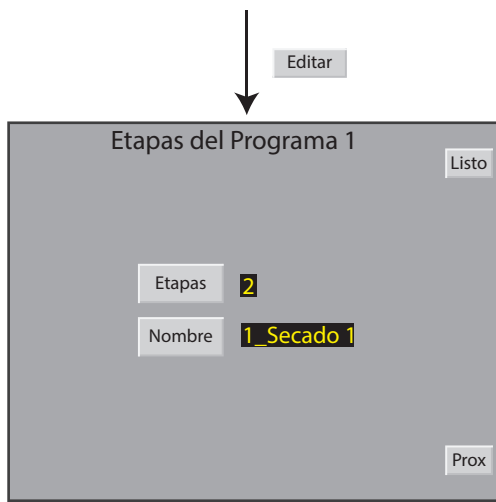 Editar
Etapas del Programa 1
Listo
Etapas 2
Nombre 1_Secado 1
Prox